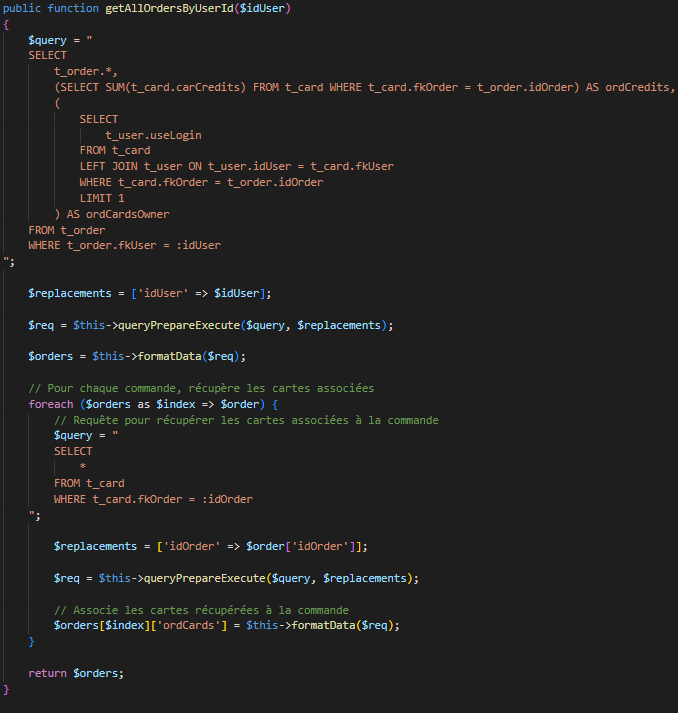 public function getAllOrdersByUserId($idUser)
{
$query = "
SELECT
t_order.*,
(SELECT SUM(t_card.carCredits) FROM t_card WHERE t_card.fkOrder = t_order.idOrder) AS ordCredits,
(
SELECT
t_user.useLogin
FROM t_card
LEFT JOIN t_user ON t_user.idUser = t_card.fkUser
WHERE t_card.fkOrder = t_order.idOrder
LIMIT 1
) AS ordCardsOwner
FROM t_order
WHERE t_order.fkUser = :idUser
";
$replacements = ['idUser' => $idUser];
$req = $this->queryPrepareExecute($query, $replacements);
$orders = $this->formatData($req);
// Pour chaque commande, récupère les cartes associées
foreach ($orders as $index => $order) {
// Requête pour récupérer les cartes associées à la commande
$query = "
SELECT
*
FROM t_card
WHERE t_card.fkOrder = :idOrder
";
$replacements = ['idOrder' => $order['idOrder']];
$req = $this->queryPrepareExecute($query, $replacements);
// Associe les cartes récupérées à la commande
$orders[$index]['ordCards'] = $this->formatData($req);
}
return $orders;
}